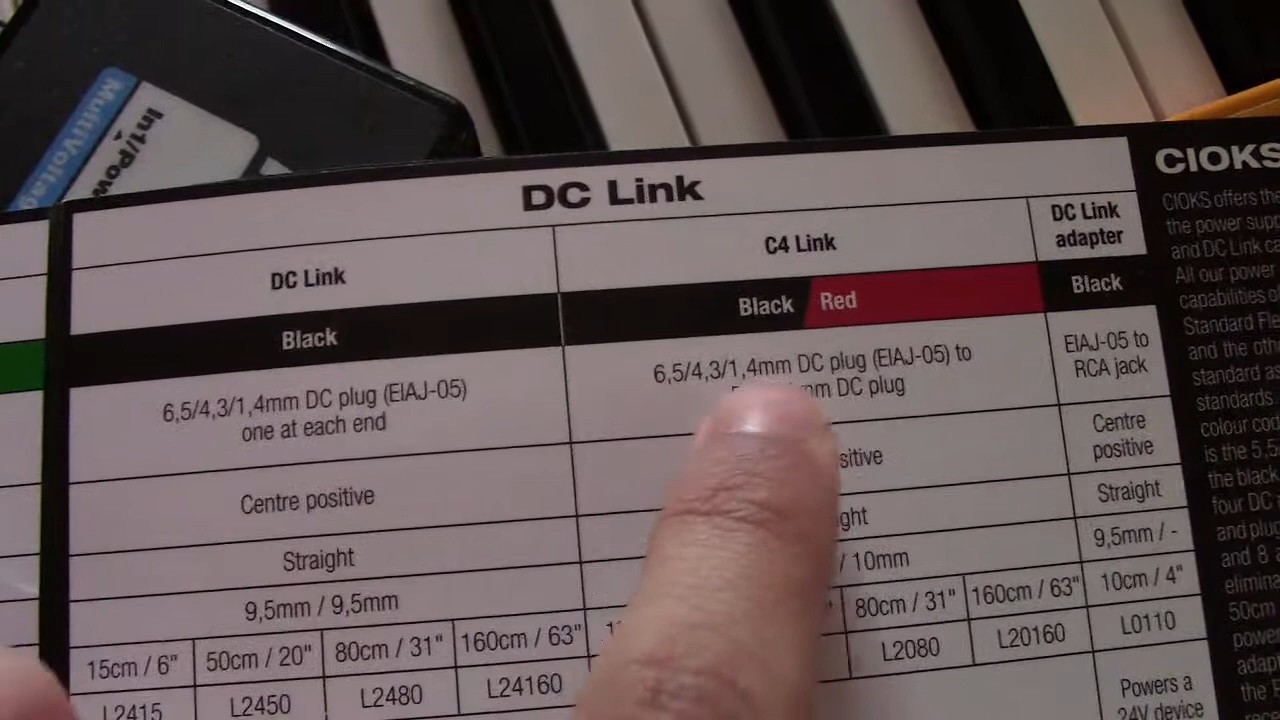 MultiVoltag
In1/Pow
DC Link
DC Link
C4 Link
DC Link
adapter
Black
Black
Red
Black
6,5/4,3/1,4mm DC plug (EIAJ-05)
one at each end
6,5/4,3/1,4mm DC plug (EIAJ-05) to
mm DC plug
EIAJ-05 to
RCA jack
Centre positive
sitive
Centre
positive
Straight
ght
Straight
9,5mm / 9,5mm
/ 10mm
9,5mm / -
15cm / 6"
50cm / 20"
80cm / 31"
160cm / 63"
80cm / 31"
160cm / 63"
10cm / 4"
L2415
L2450
L2480
L24160
L2080
L20160
L0110
Powers a
24V device
CIOKS
CIOKS offers the
the power supp
and DC Link ca
All our power
capabilities o
Standard Fle
and the oth
standard as
standards
colour cod
is the 5,5
the black
four DC
and plug
and 8
elimina
50cm
powe
adapt
the E